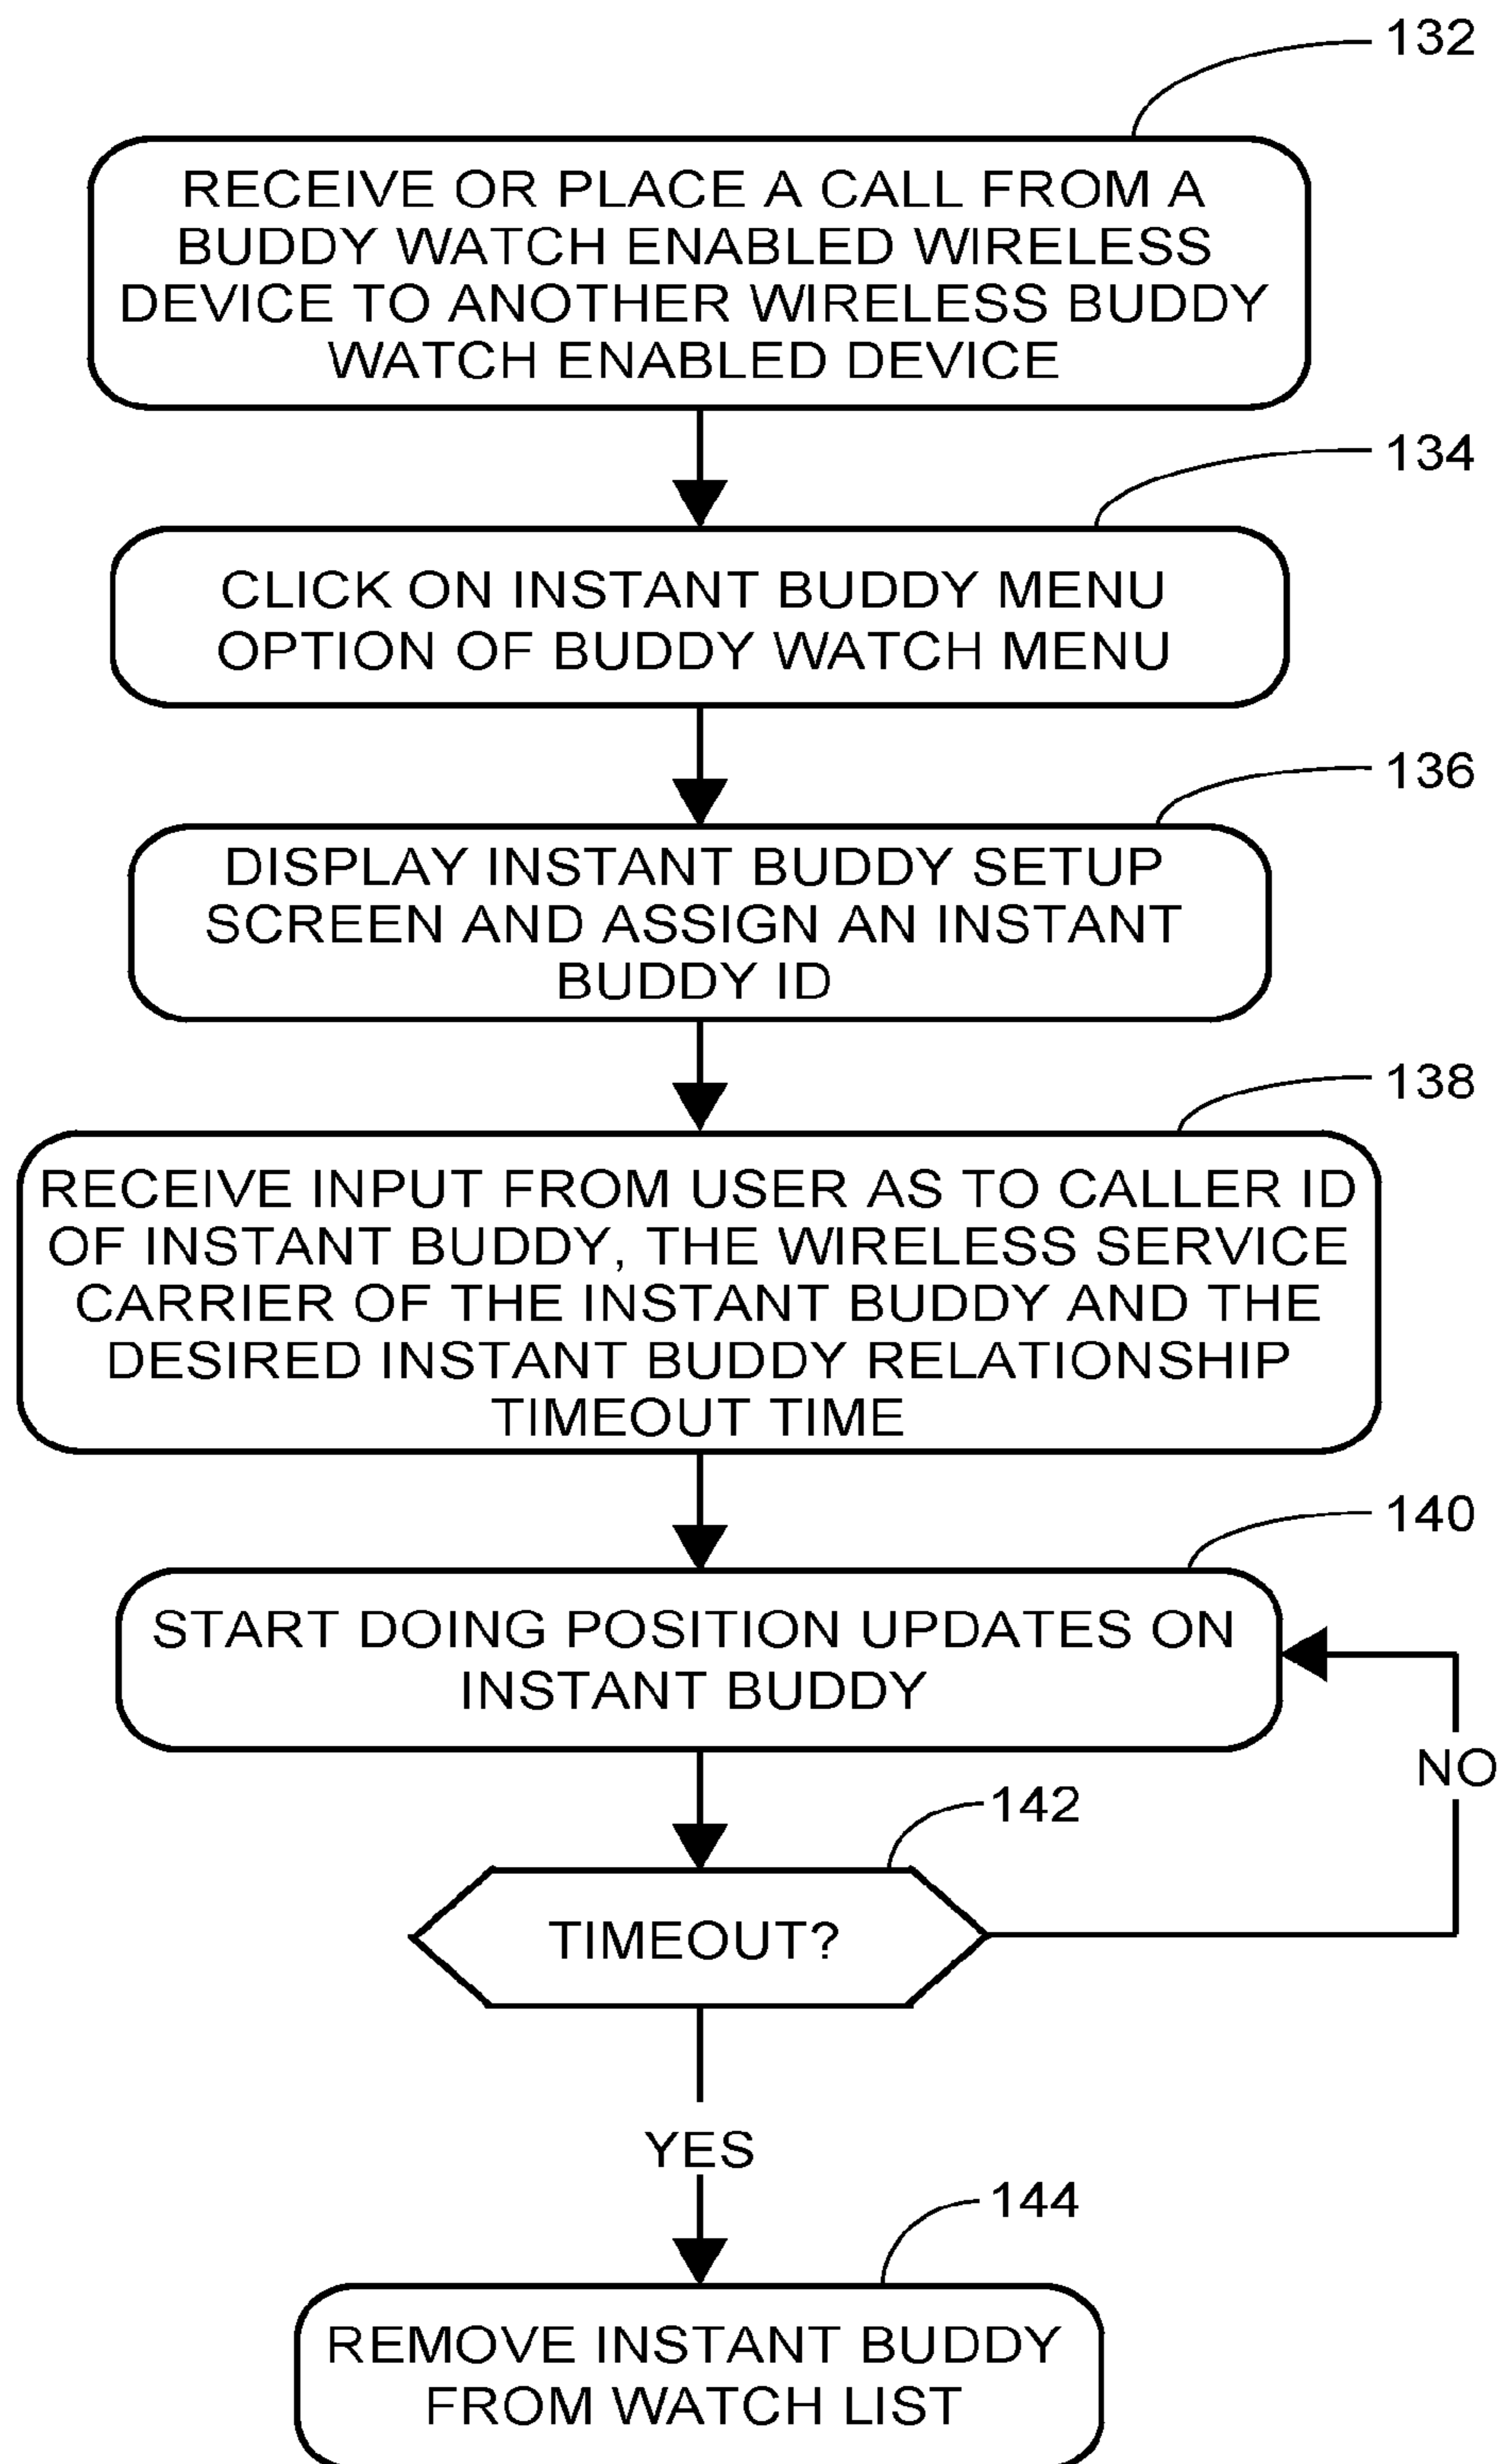 132
RECEIVE OR PLACE A CALL FROM A
BUDDY WATCH ENABLED WIRELESS
DEVICE TO ANOTHER WIRELESS BUDDY
WATCH ENABLED DEVICE
134
CLICK ON INSTANT BUDDY MENU
OPTION OF BUDDY WATCH MENU
136
DISPLAY INSTANT BUDDY SETUP
SCREEN AND ASSIGN AN INSTANT
BUDDY ID
138
RECEIVE INPUT FROM USER AS TO CALLER ID
OF INSTANT BUDDY, THE WIRELESS SERVICE
CARRIER OF THE INSTANT BUDDY AND THE
DESIRED INSTANT BUDDY RELATIONSHIP
TIMEOUT TIME
140
START DOING POSITION UPDATES ON
INSTANT BUDDY
NO
142
TIMEOUT?
YES
144
REMOVE INSTANT BUDDY
FROM WATCH LIST